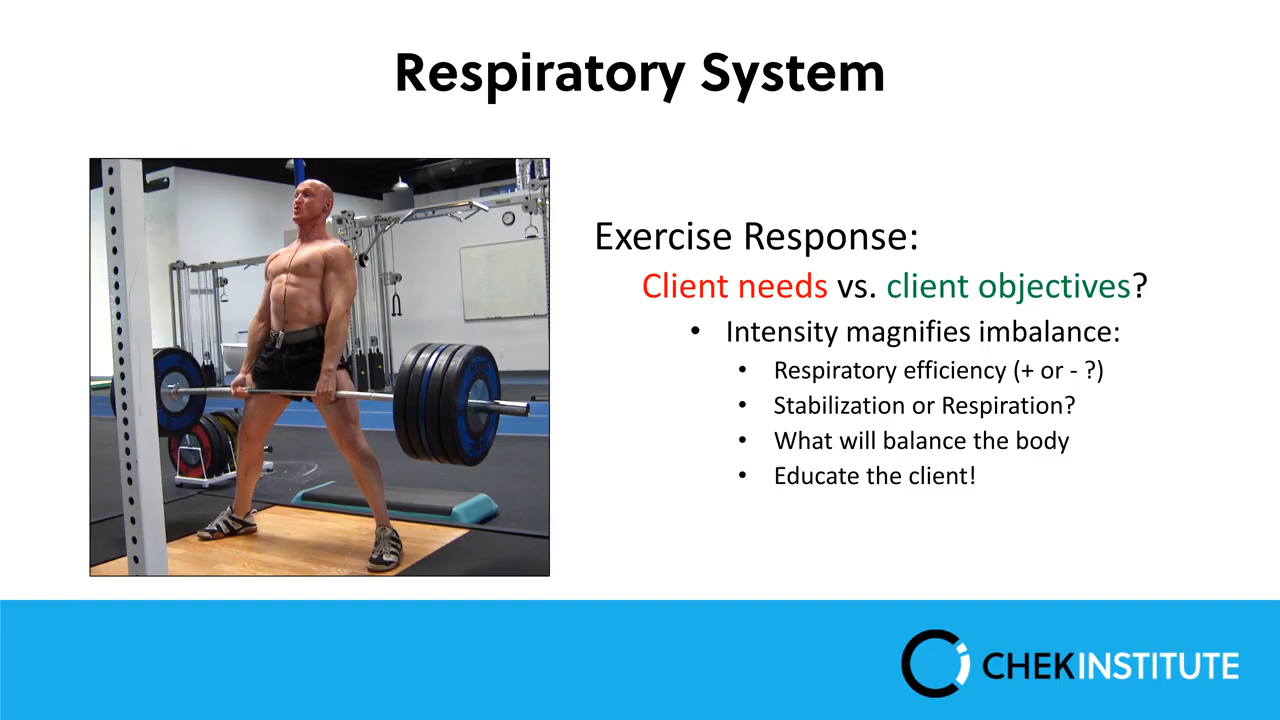 Respiratory System
Exercise Response:
Client needs vs. client objectives?
• Intensity magnifies imbalance:
• Respiratory efficiency (+ or - ?)
• Stabilization or Respiration?
• What will balance the body
• Educate the client!
CHEKINSTITUTE